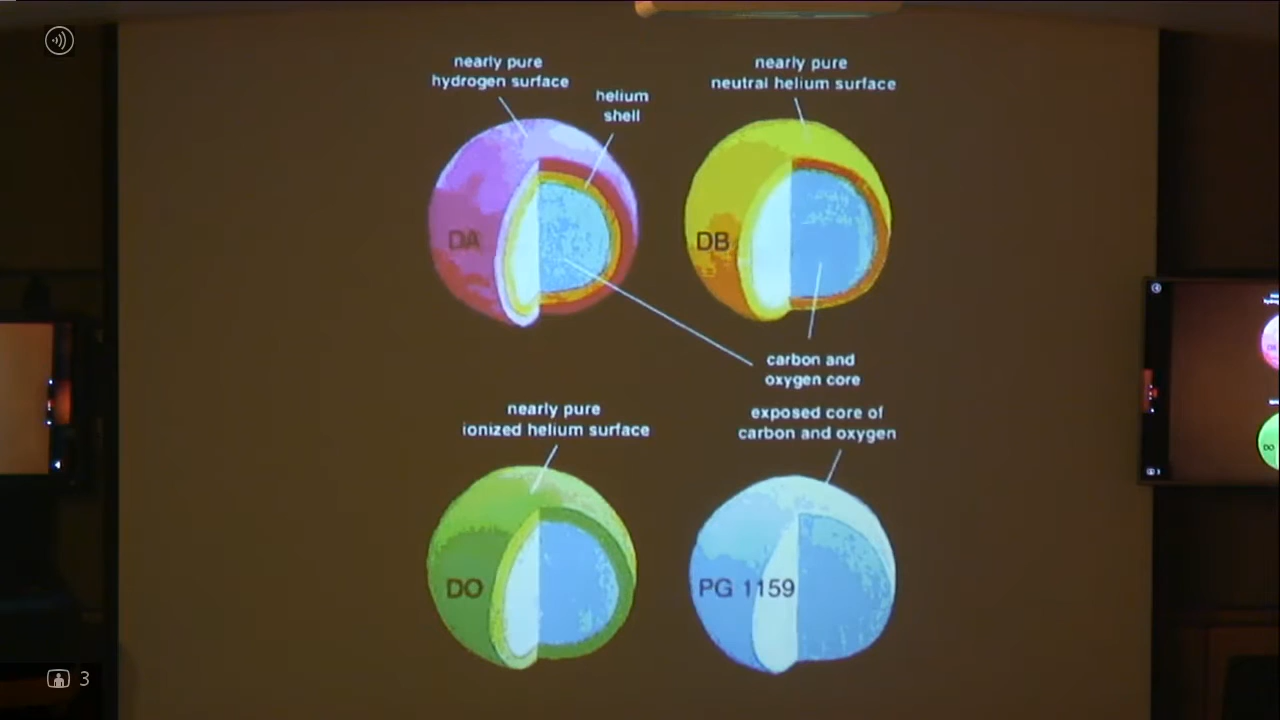 nearly pure
hydrogen surface
helium
shell
nearly pure
neutral helium surface
DA
DB
carbon and
oxygen core
nearly pure
ionized helium surface
exposed core of
carbon and oxygen
DO
PG 1159
3
DO